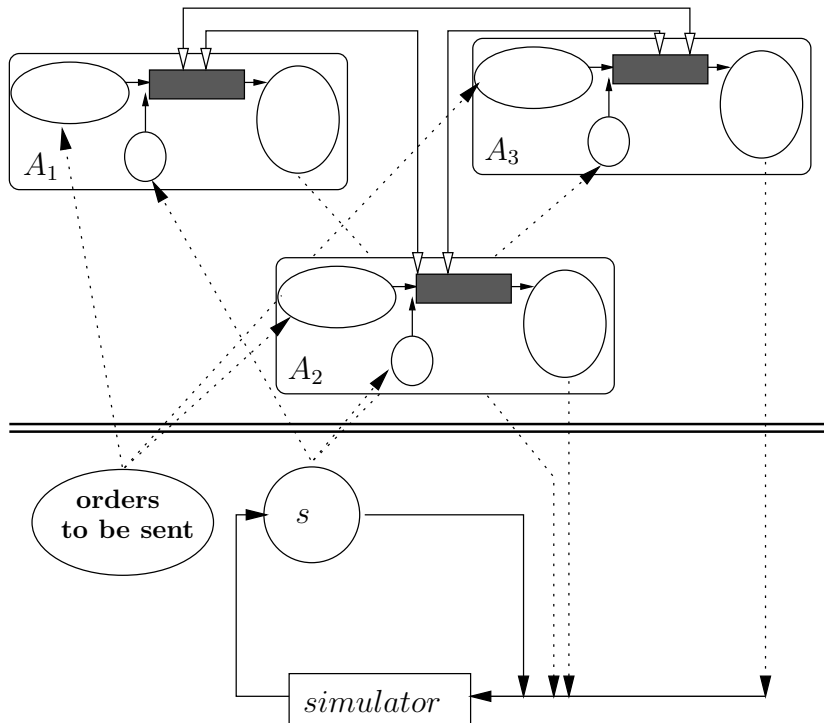 A₁
A₃
A₂
orders
to be sent
s
simulator